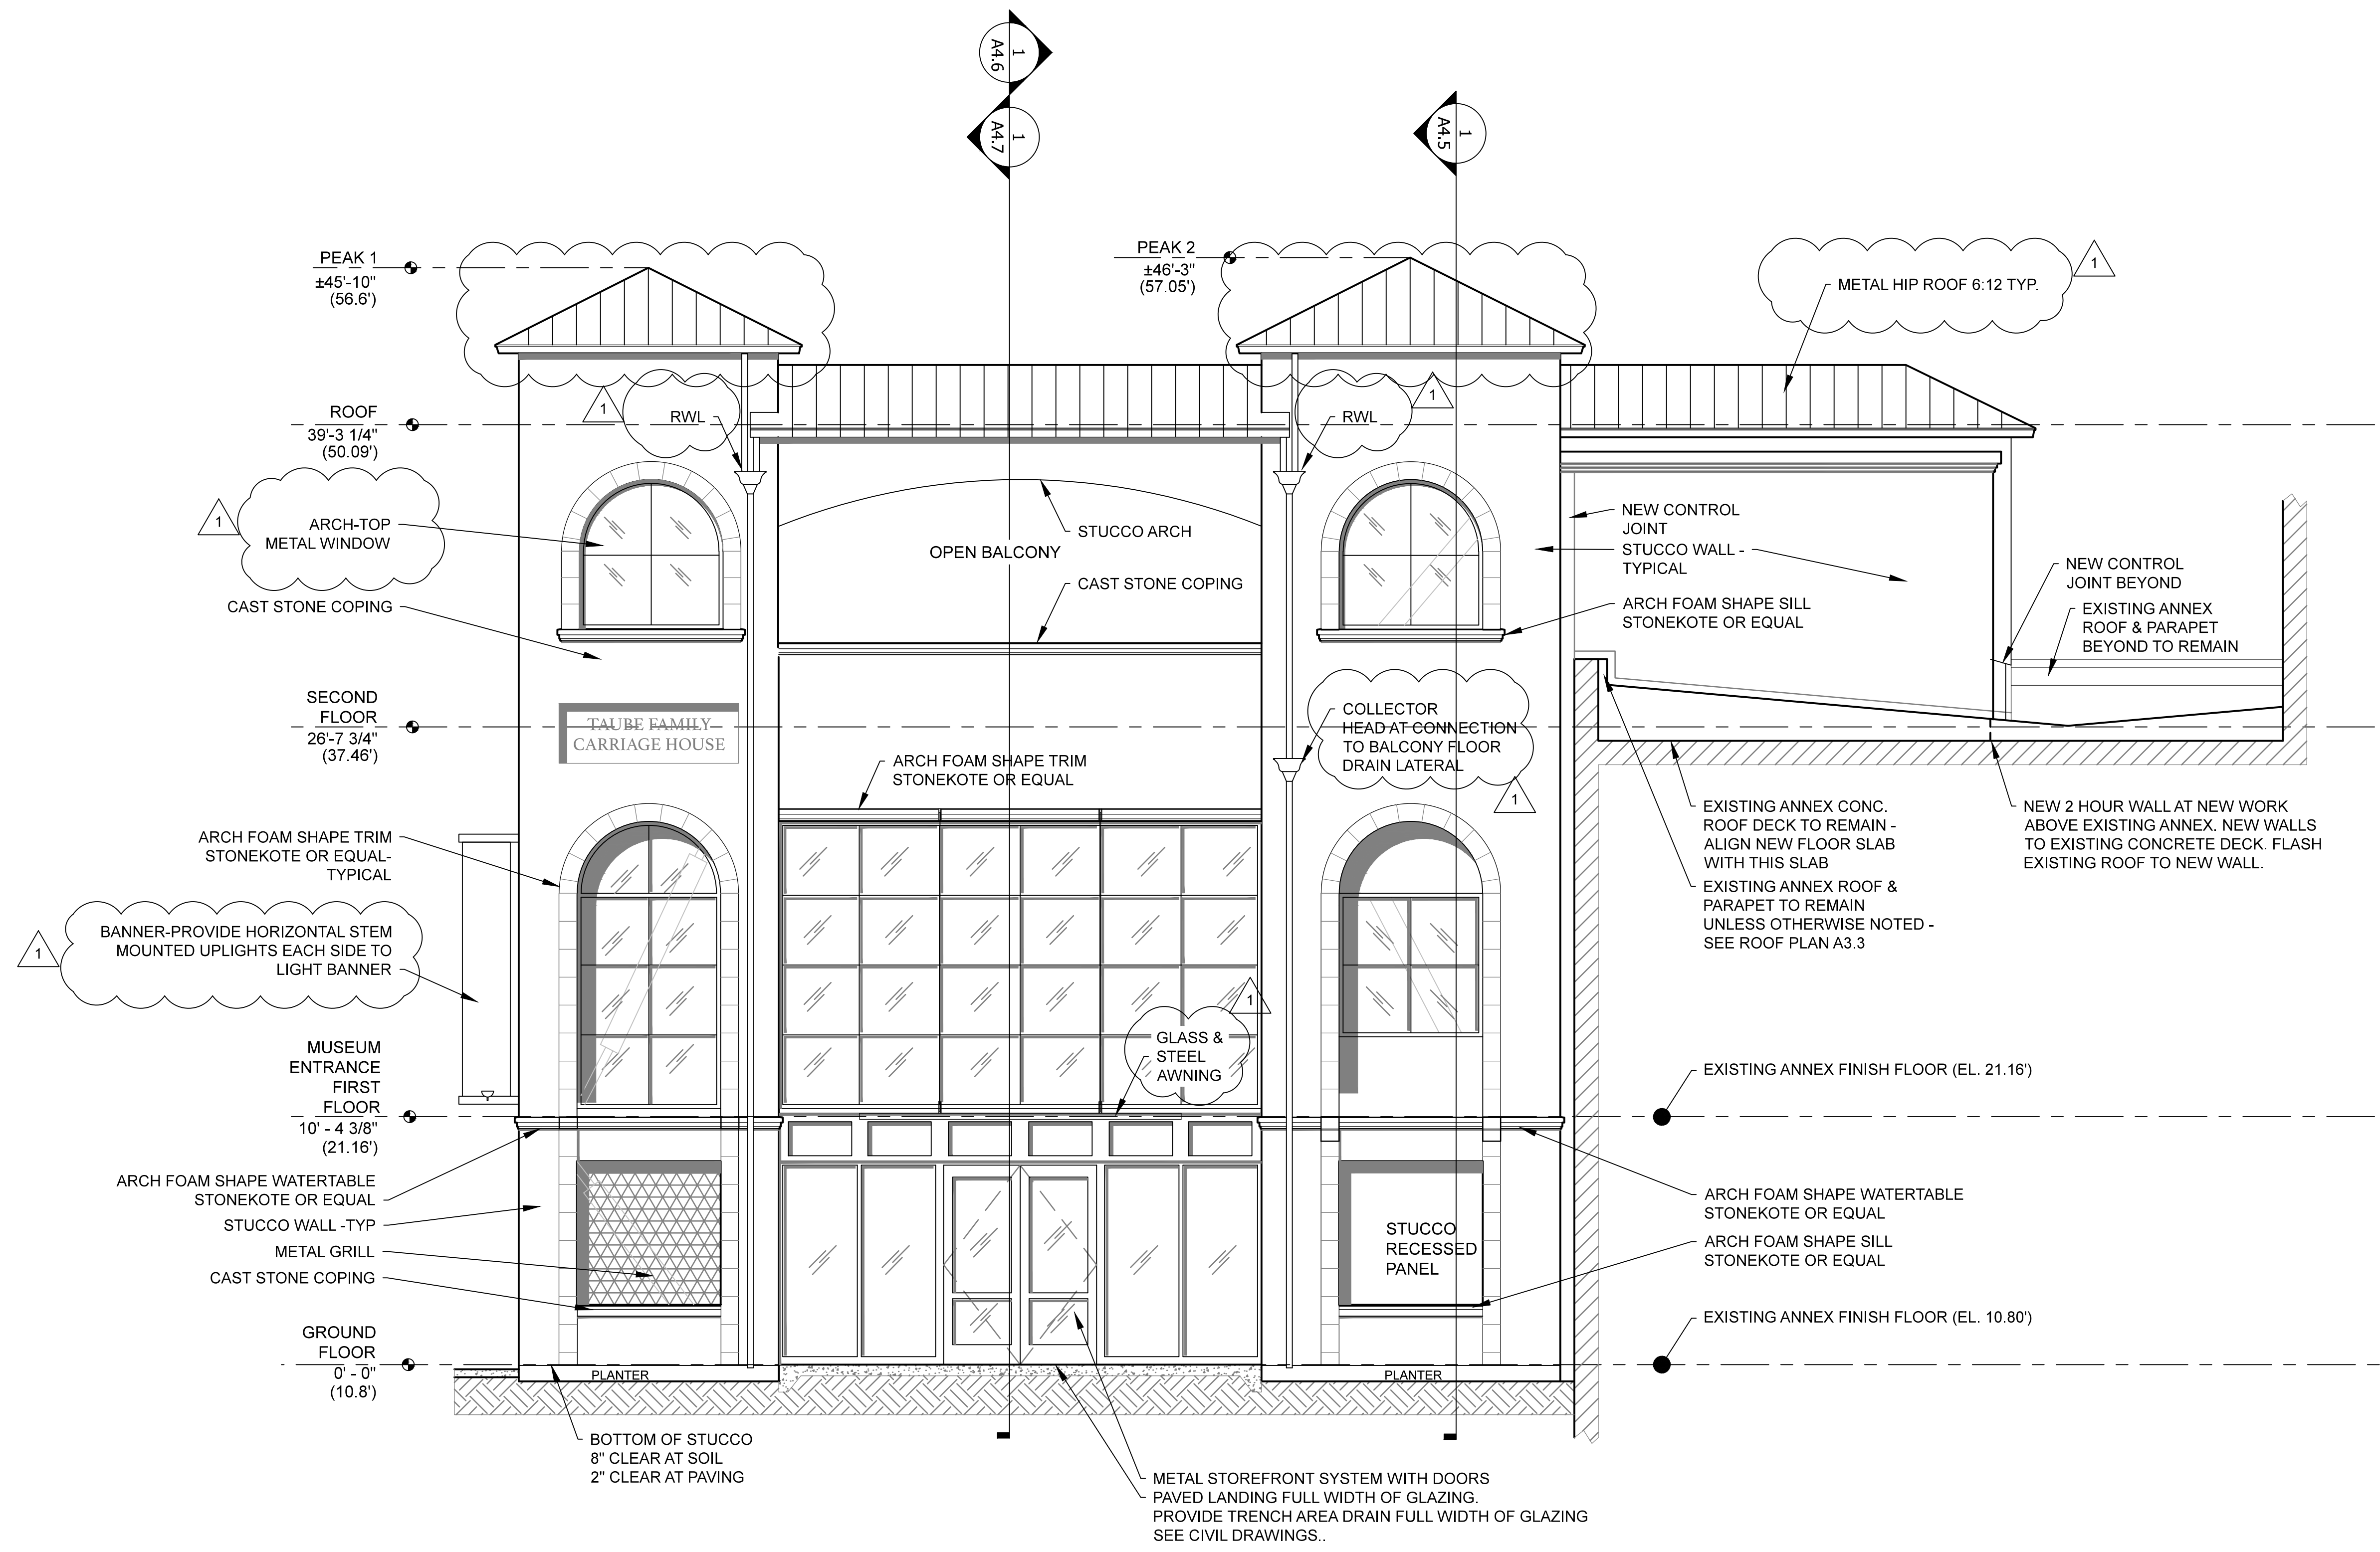 1
A4.6
1
A4.7
1
A4.5
PEAK 1
±45'-10"
(56.6')
PEAK 2
±46'-3"
(57.05')
METAL HIP ROOF 6:12 TYP.
1
ROOF
39'-3 1/4"
(50.09')
1
RWL
RWL
1
1
ARCH-TOP
METAL WINDOW
CAST STONE COPING
STUCCO ARCH
OPEN BALCONY
CAST STONE COPING
NEW CONTROL
JOINT
STUCCO WALL -
TYPICAL
ARCH FOAM SHAPE SILL
STONEKOTE OR EQUAL
NEW CONTROL
JOINT BEYOND
EXISTING ANNEX
ROOF & PARAPET
BEYOND TO REMAIN
SECOND
FLOOR
26'-7 3/4"
(37.46')
TAUBE FAMILY
CARRIAGE HOUSE
COLLECTOR
HEAD AT CONNECTION
TO BALCONY FLOOR
DRAIN LATERAL
1
ARCH FOAM SHAPE TRIM
STONEKOTE OR EQUAL
ARCH FOAM SHAPE TRIM
STONEKOTE OR EQUAL-
TYPICAL
EXISTING ANNEX CONC.
ROOF DECK TO REMAIN -
ALIGN NEW FLOOR SLAB
WITH THIS SLAB
EXISTING ANNEX ROOF &
PARAPET TO REMAIN
UNLESS OTHERWISE NOTED -
SEE ROOF PLAN A3.3
NEW 2 HOUR WALL AT NEW WORK
ABOVE EXISTING ANNEX. NEW WALLS
TO EXISTING CONCRETE DECK. FLASH
EXISTING ROOF TO NEW WALL.
1
BANNER-PROVIDE HORIZONTAL STEM
MOUNTED UPLIGHTS EACH SIDE TO
LIGHT BANNER
1
GLASS &
STEEL
AWNING
MUSEUM
ENTRANCE
FIRST
FLOOR
10' - 4 3/8"
(21.16')
EXISTING ANNEX FINISH FLOOR (EL. 21.16')
ARCH FOAM SHAPE WATERTABLE
STONEKOTE OR EQUAL
STUCCO WALL -TYP
METAL GRILL
CAST STONE COPING
STUCCO
RECESSED
PANEL
ARCH FOAM SHAPE WATERTABLE
STONEKOTE OR EQUAL
ARCH FOAM SHAPE SILL
STONEKOTE OR EQUAL
EXISTING ANNEX FINISH FLOOR (EL. 10.80')
GROUND
FLOOR
0' - 0"
(10.8')
PLANTER
PLANTER
BOTTOM OF STUCCO
8" CLEAR AT SOIL
2" CLEAR AT PAVING
METAL STOREFRONT SYSTEM WITH DOORS
PAVED LANDING FULL WIDTH OF GLAZING.
PROVIDE TRENCH AREA DRAIN FULL WIDTH OF GLAZING
SEE CIVIL DRAWINGS..